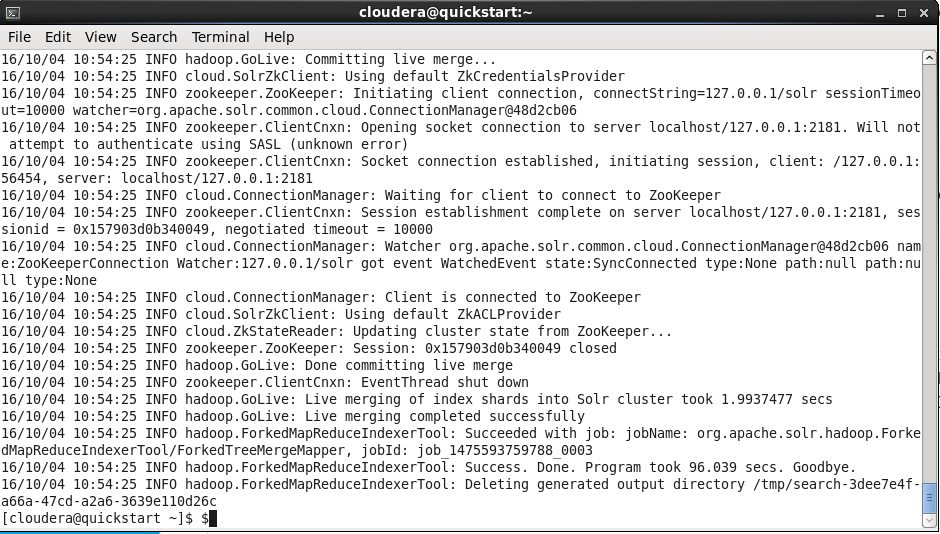 cloudera@quickstart:~
File Edit View Search Terminal Help
16/10/04 10:54:25 INFO hadoop.GoLive: Committing live merge...
16/10/04 10:54:25 INFO cloud.SolrZkClient: Using default ZkCredentialsProvider
16/10/04 10:54:25 INFO zookeeper.ZooKeeper: Initiating client connection, connectString=127.0.0.1/solr sessionTimeo
ut=10000 watcher=org.apache.solr.common.cloud.ConnectionManager@48d2cb06
16/10/04 10:54:25 INFO zookeeper.ClientCnxn: Opening socket connection to server localhost/127.0.0.1:2181. Will not
 attempt to authenticate using SASL (unknown error)
16/10/04 10:54:25 INFO zookeeper.ClientCnxn: Socket connection established, initiating session, client: /127.0.0.1:
56454, server: localhost/127.0.0.1:2181
16/10/04 10:54:25 INFO cloud.ConnectionManager: Waiting for client to connect to ZooKeeper
16/10/04 10:54:25 INFO zookeeper.ClientCnxn: Session establishment complete on server localhost/127.0.0.1:2181, ses
sionid = 0x157903d0b340049, negotiated timeout = 10000
16/10/04 10:54:25 INFO cloud.ConnectionManager: Watcher org.apache.solr.common.cloud.ConnectionManager@48d2cb06 nam
e:ZooKeeperConnection Watcher:127.0.0.1/solr got event WatchedEvent state:SyncConnected type:None path:null path:nu
ll type:None
16/10/04 10:54:25 INFO cloud.ConnectionManager: Client is connected to ZooKeeper
16/10/04 10:54:25 INFO cloud.SolrZkClient: Using default ZkACLProvider
16/10/04 10:54:25 INFO cloud.ZkStateReader: Updating cluster state from ZooKeeper...
16/10/04 10:54:25 INFO zookeeper.ZooKeeper: Session: 0x157903d0b340049 closed
16/10/04 10:54:25 INFO hadoop.GoLive: Done committing live merge
16/10/04 10:54:25 INFO zookeeper.ClientCnxn: EventThread shut down
16/10/04 10:54:25 INFO hadoop.GoLive: Live merging of index shards into Solr cluster took 1.9937477 secs
16/10/04 10:54:25 INFO hadoop.GoLive: Live merging completed successfully
16/10/04 10:54:25 INFO hadoop.ForkedMapReduceIndexerTool: Succeeded with job: jobName: org.apache.solr.hadoop.Forke
dMapReduceIndexerTool/ForkedTreeMergeMapper, jobId: job_1475593759788_0003
16/10/04 10:54:25 INFO hadoop.ForkedMapReduceIndexerTool: Success. Done. Program took 96.039 secs. Goodbye.
16/10/04 10:54:25 INFO hadoop.ForkedMapReduceIndexerTool: Deleting generated output directory /tmp/search-3dee7e4f-
a66a-47cd-a2a6-3639e110d26c
[cloudera@quickstart ~]$ $